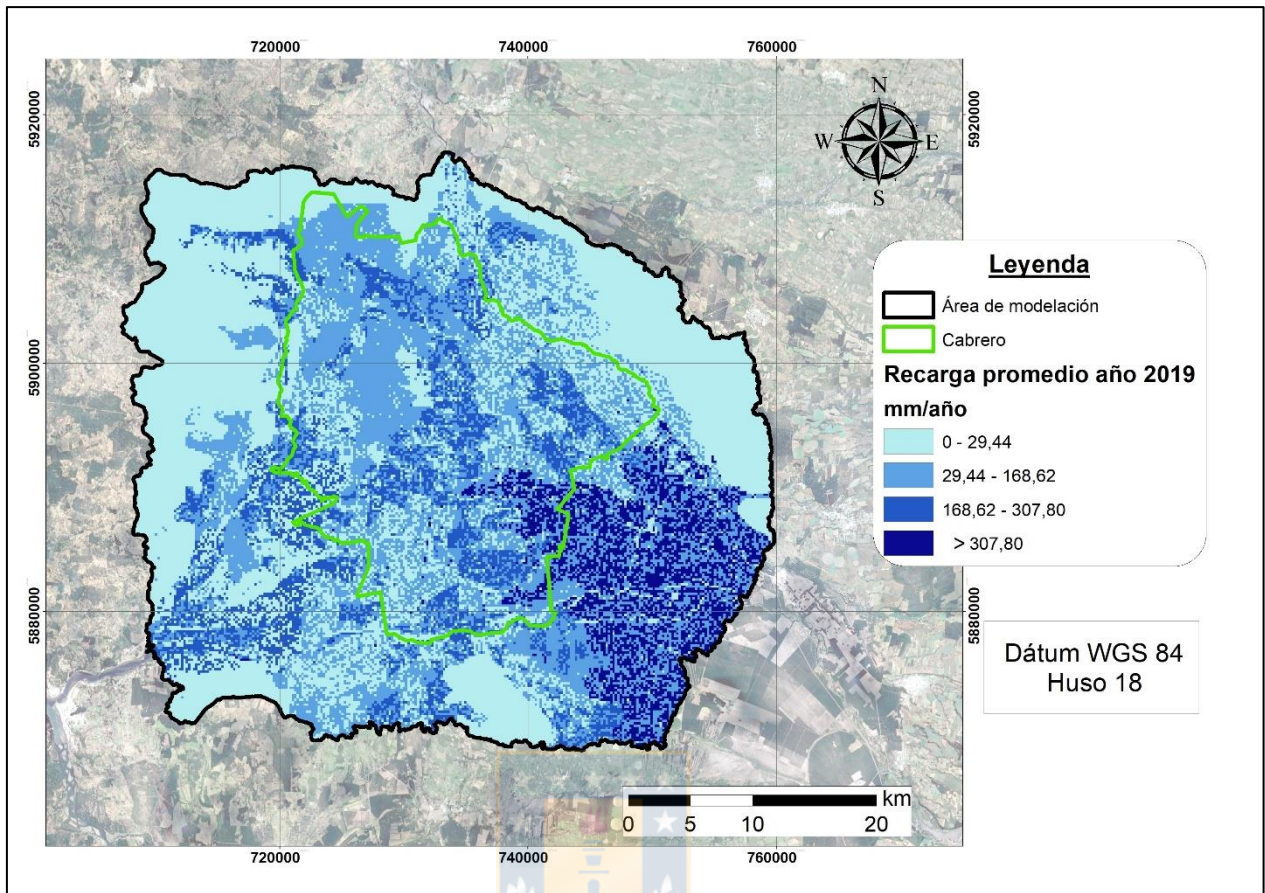 720000
740000
760000
5920000
5920000
N
W
E
S
Leyenda
Área de modelación
Cabrero
Recarga promedio año 2019
mm/año
0 - 29,44
29,44 - 168,62
168,62 - 307,80
> 307,80
5900000
5880000
5880000
Dátum WGS 84
Huso 18
km
0
5
10
20
720000
740000
760000